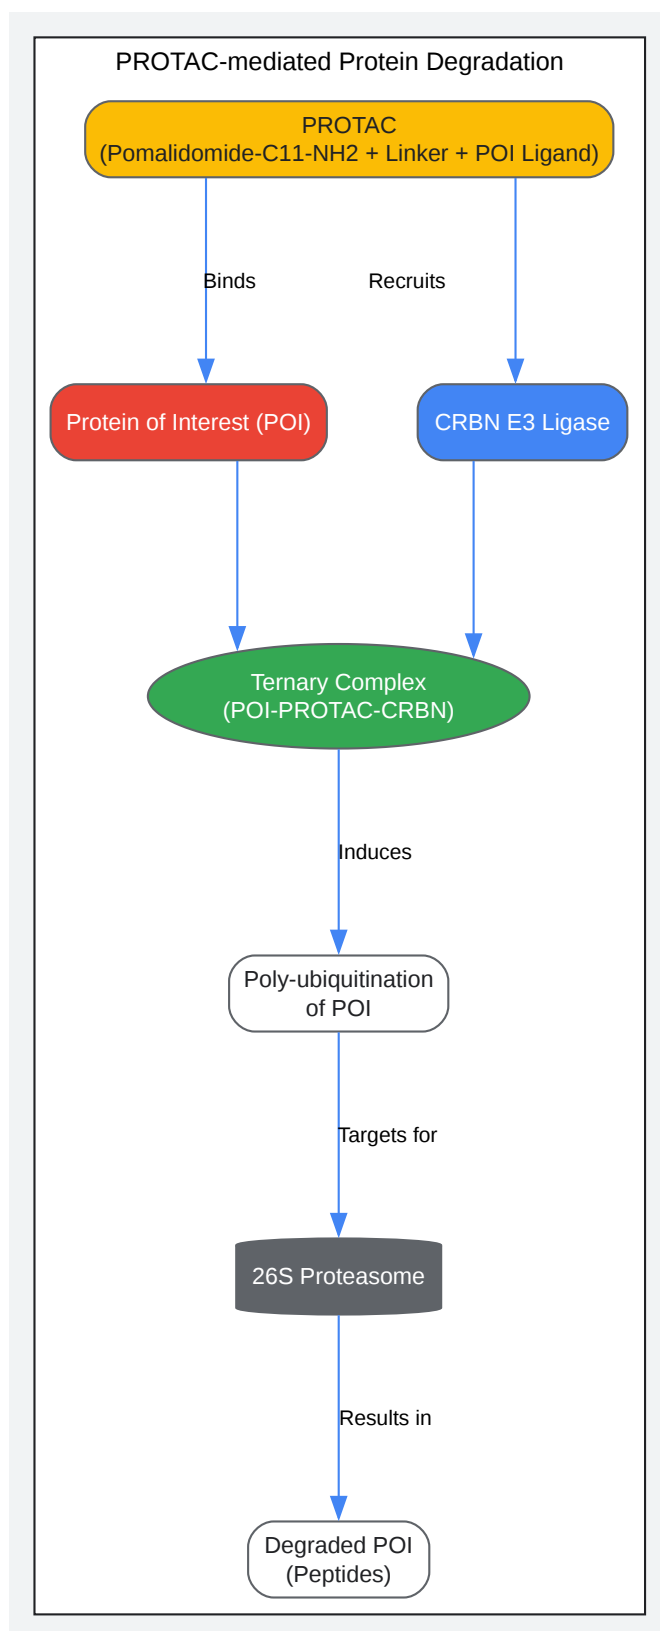 PROTAC-mediated Protein Degradation
PROTAC
(Pomalidomide-C11-NH2 + Linker + POI Ligand)
Binds
Recruits
Protein of Interest (POI)
CRBN E3 Ligase
Ternary Complex
(POI-PROTAC-CRBN)
Induces
Poly-ubiquitination
of POI
Targets for
26S Proteasome
Results in
Degraded POI
(Peptides)